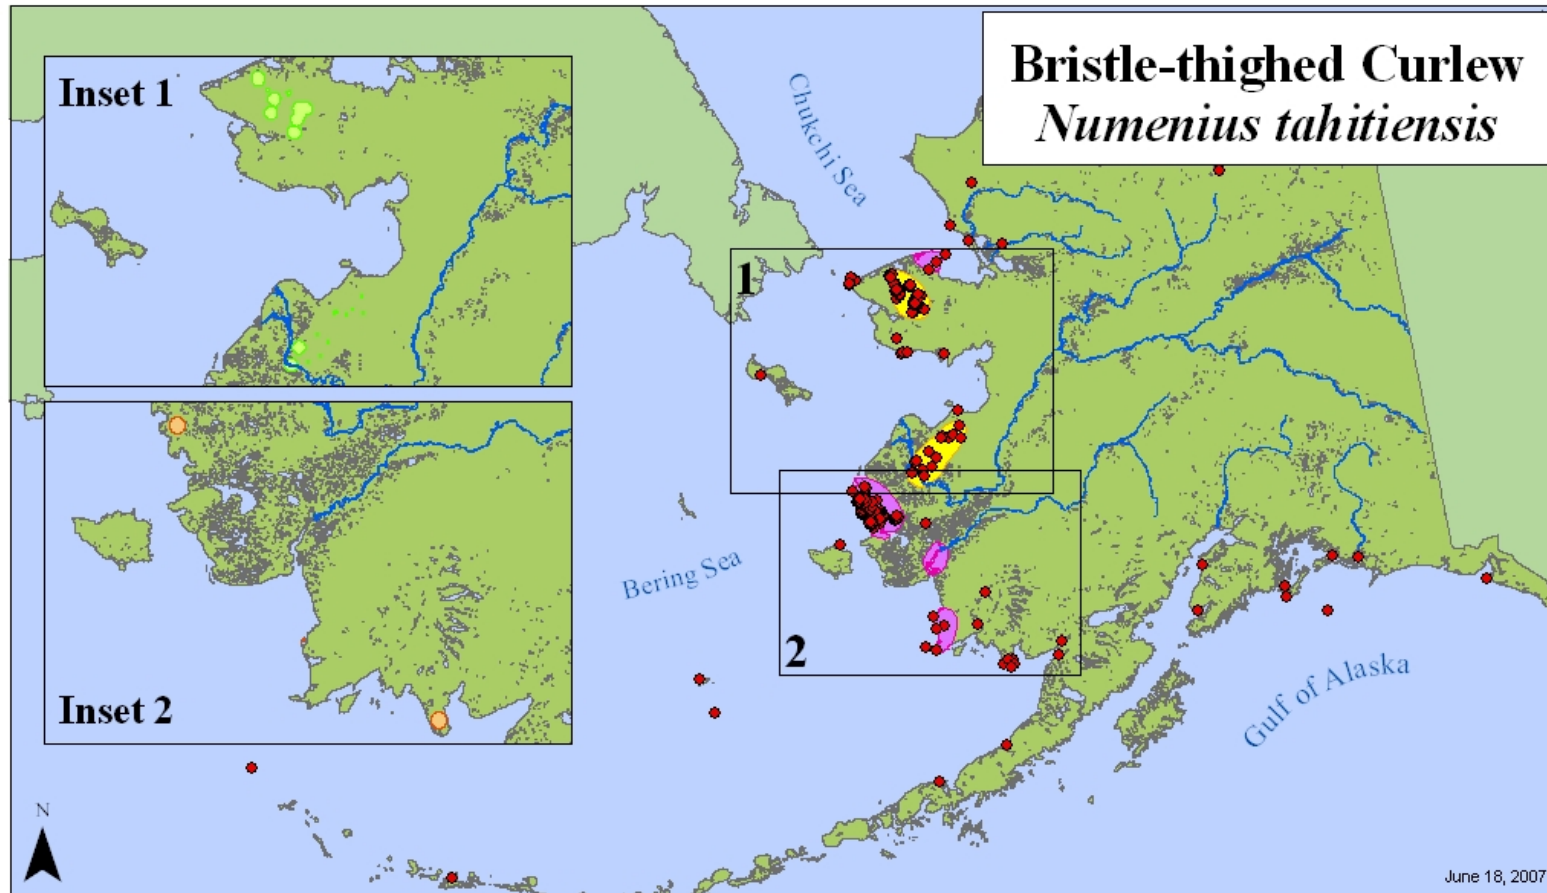 Bristle-thighed Curlew
Numenius tahitiensis
Inset 1
Chukchi Sea
1
Bering Sea
2
Inset 2
Gulf of Alaska
N
June 18, 2007